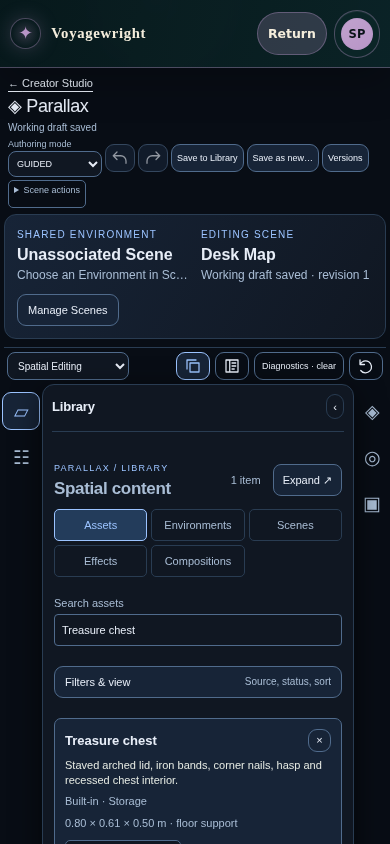 Voyagewright
Return
SP
← Creator Studio
◈ Parallax
Working draft saved
Authoring mode
GUIDED
Save to Library
Save as new…
Versions
Scene actions
SHARED ENVIRONMENT
Unassociated Scene
Choose an Environment in Sc…
EDITING SCENE
Desk Map
Working draft saved · revision 1
Manage Scenes
Spatial Editing
Diagnostics · clear
Library
PARALLAX / LIBRARY
Spatial content
1 item
Expand ↗
Assets
Environments
Scenes
Effects
Compositions
Search assets
Treasure chest
Filters & view
Source, status, sort
Treasure chest
×
Staved arched lid, iron bands, corner nails, hasp and
recessed chest interior.
Built-in · Storage
0.80 × 0.61 × 0.50 m · floor support